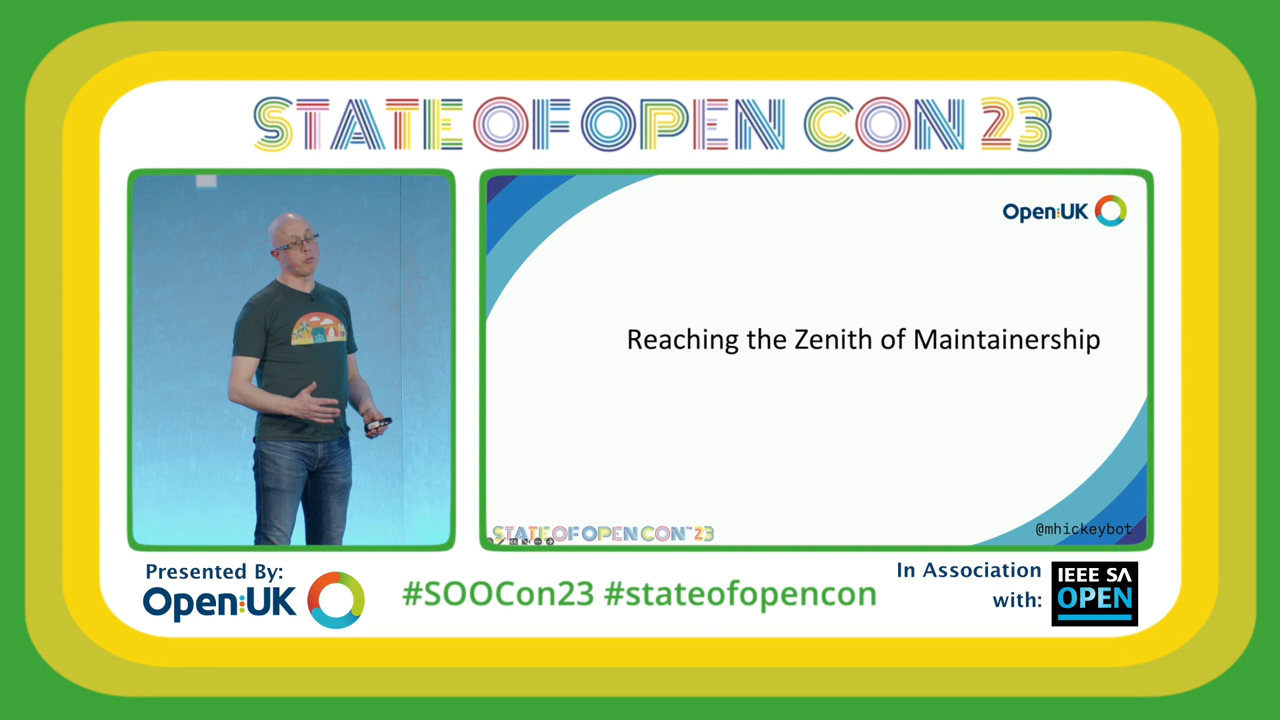 STATE OF OPEN CON 23
Open:UK
Reaching the Zenith of Maintainership
STATE OF OPEN CON™ 23
@mhickeybot
Presented By:
Open:UK
#SOOCon23 #stateofopencon
In Association
with:
IEEE SA
OPEN